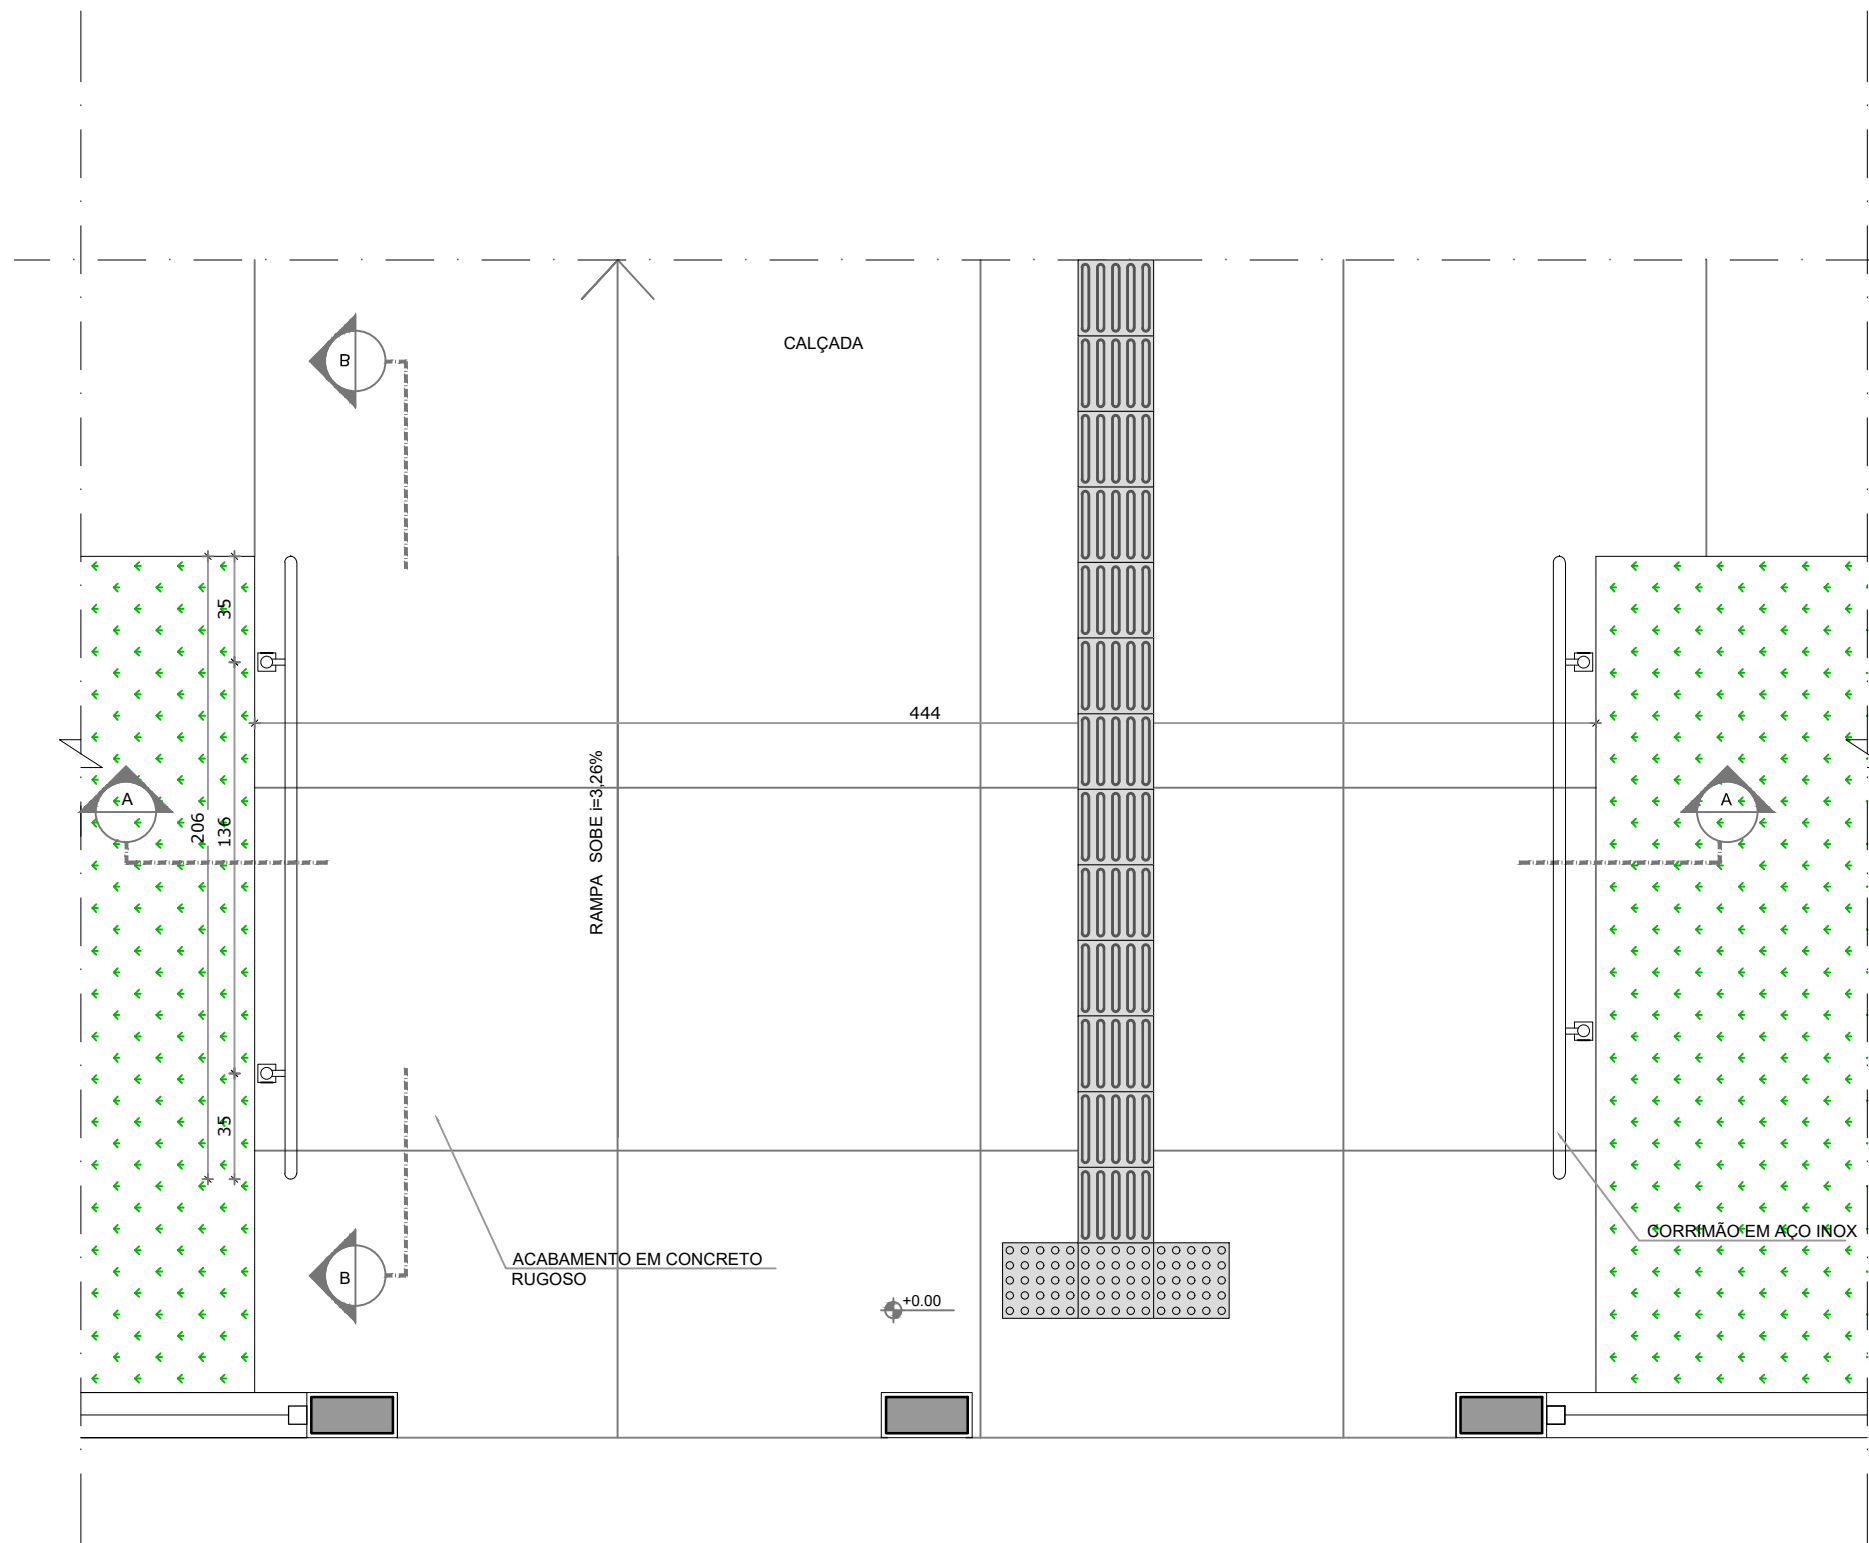 B
CALÇADA
35
444
RAMPA SOBE i=3,26%
A
A
206
136
35
ACABAMENTO EM CONCRETO
RUGOSO
CORRIMÃO EM AÇO INOX
B
+0.00